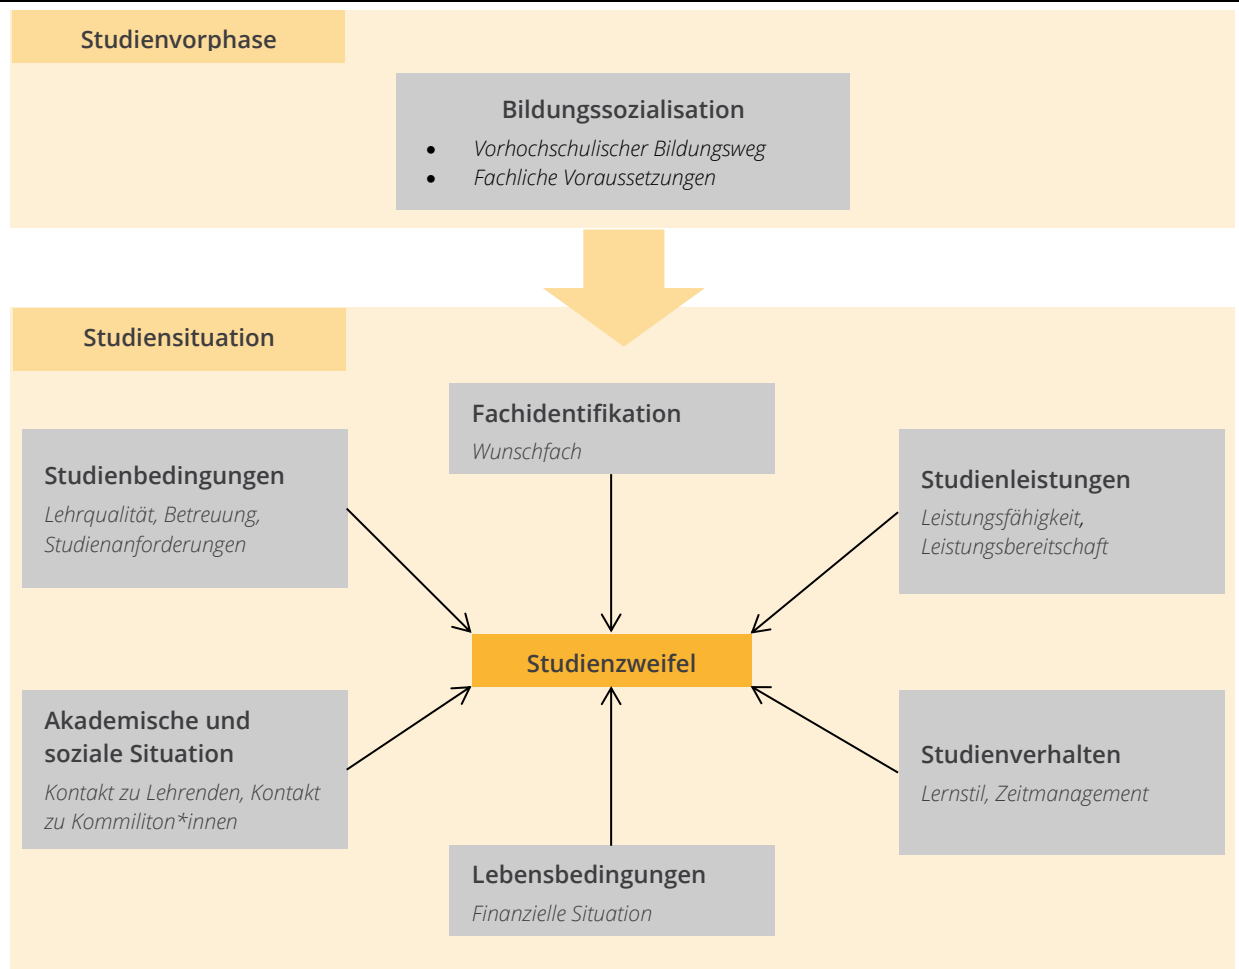 Studienvorphase
Bildungssozialisation
• Vorhochschulischer Bildungsweg
• Fachliche Voraussetzungen
Studiensituation
Fachidentifikation
Wunschfach
Studienbedingungen
Lehrqualität, Betreuung,
Studienanforderungen
Studienleistungen
Leistungsfähigkeit,
Leistungsbereitschaft
Studienzweifel
Akademische und
soziale Situation
Kontakt zu Lehrenden, Kontakt
zu Kommiliton*innen
Studienverhalten
Lernstil, Zeitmanagement
Lebensbedingungen
Finanzielle Situation